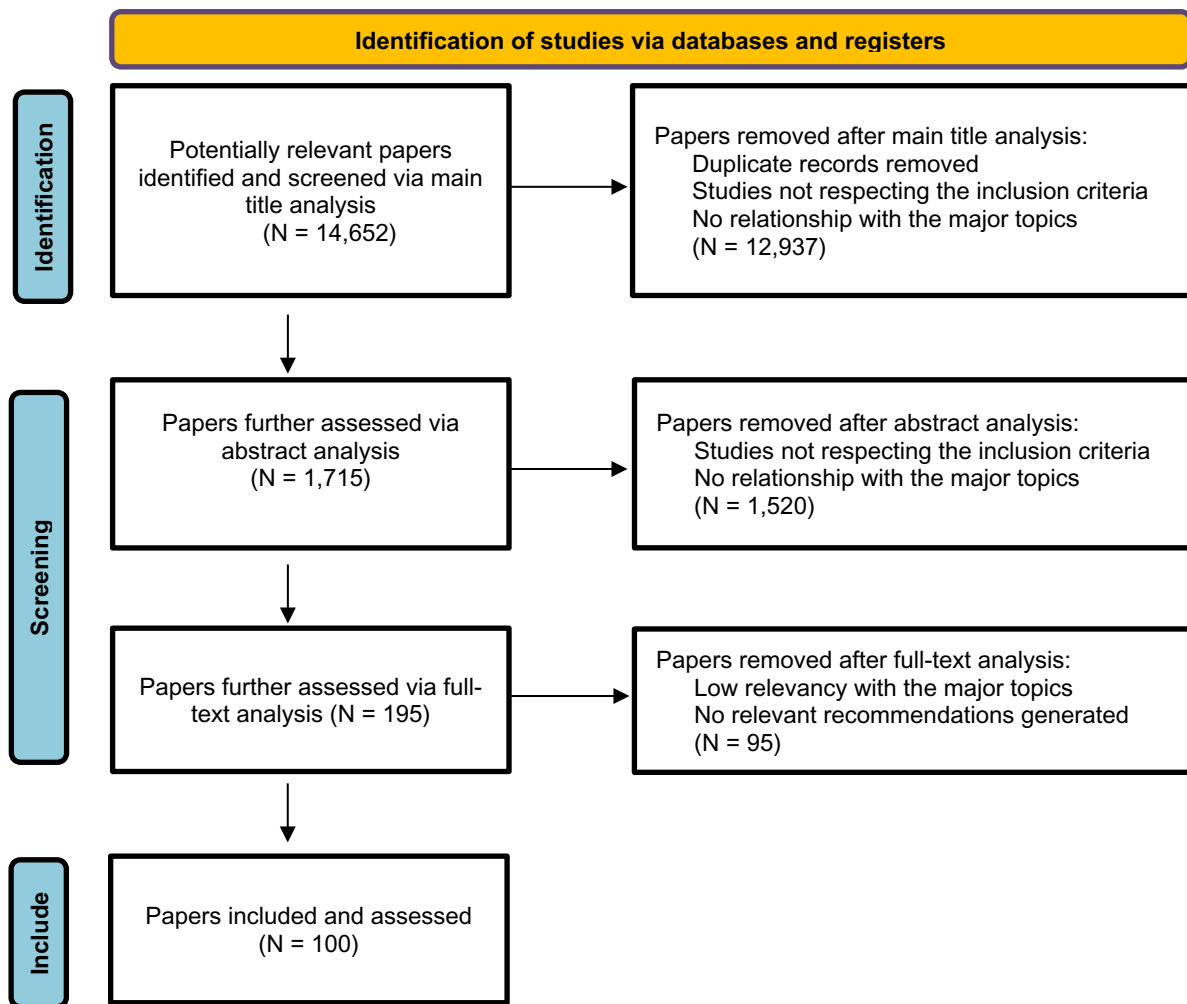 Identification of studies via databases and registers
Identification
Potentially relevant papers
identified and screened via main
title analysis
(N = 14,652)
Papers removed after main title analysis:
Duplicate records removed
Studies not respecting the inclusion criteria
No relationship with the major topics
(N = 12,937)
Screening
Papers further assessed via
abstract analysis
(N = 1,715)
Papers removed after abstract analysis:
Studies not respecting the inclusion criteria
No relationship with the major topics
(N = 1,520)
Papers further assessed via full-
text analysis (N = 195)
Papers removed after full-text analysis:
Low relevancy with the major topics
No relevant recommendations generated
(N = 95)
Include
Papers included and assessed
(N = 100)